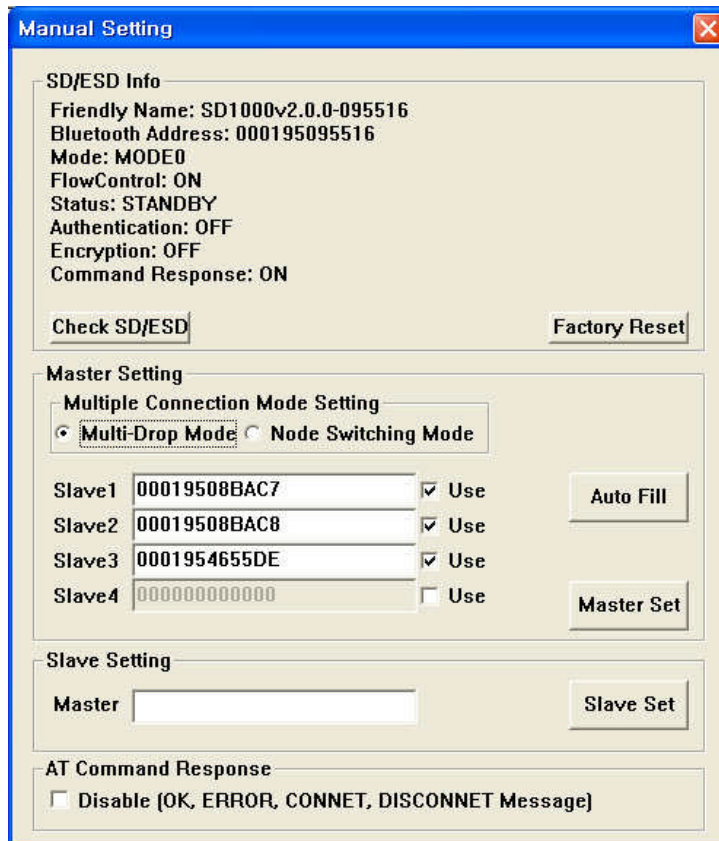 Manual Setting
SD/ESD Info
Friendly Name: SD1000v2.0.0-095516
Bluetooth Address: 000195095516
Mode: MODE0
FlowControl: ON
Status: STANDBY
Authentication: OFF
Encryption: OFF
Command Response: ON
Check SD/ESD Factory Reset
Master Setting
Multiple Connection Mode Setting
Multi-Drop Mode Node Switching Mode
Slave1 00019508BAC7 Use Auto Fill
Slave2 00019508BAC8 Use
Slave3 0001954655DE Use
Slave4 000000000000 Use Master Set
Slave Setting
Master Slave Set
AT Command Response
Disable (OK, ERROR, CONNET, DISCONNET Message)